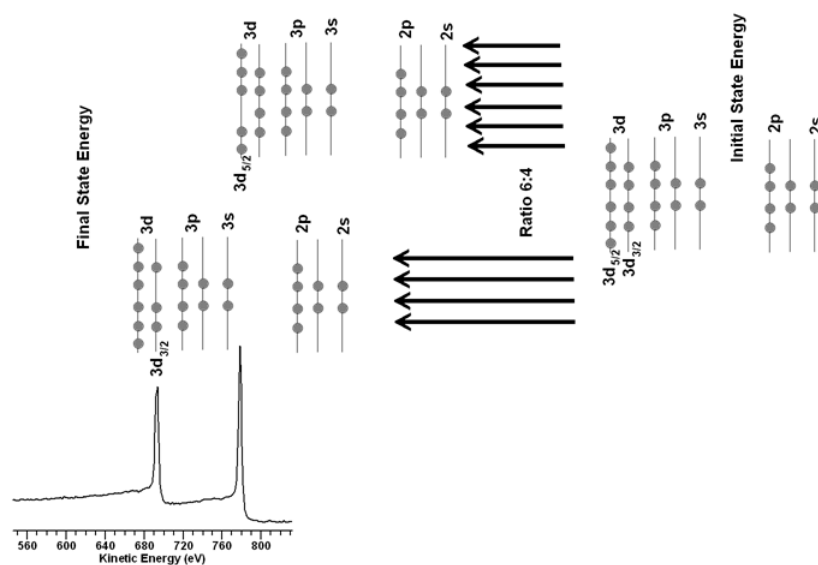 3d
3p
3s
2p
2s
3d5/2
Final State Energy
3d
3p
3s
2p
2s
3d3/2
Ratio 6:4
Initial State Energy
3d
3p
3s
2p
2s
3d5/2
3d3/2
560 600 640 680 720 760 800
Kinetic Energy (eV)